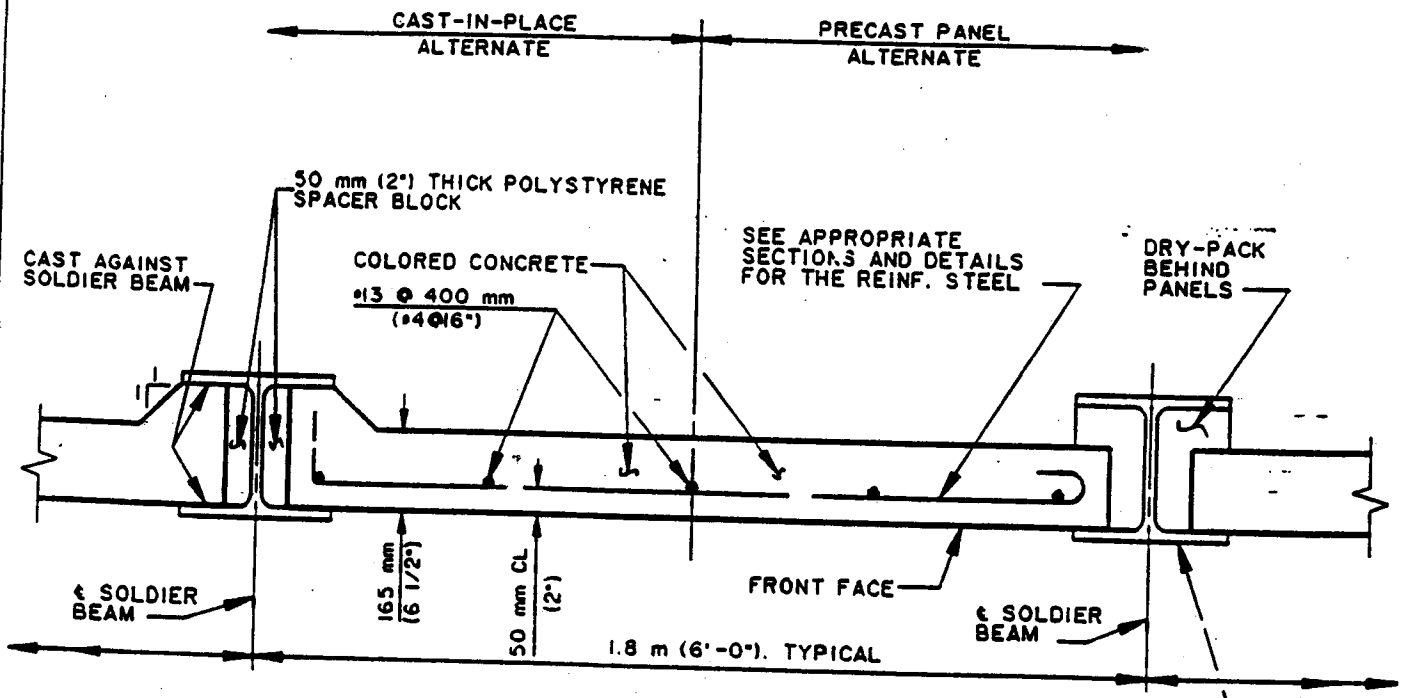 CAST-IN-PLACE
ALTERNATE
PRECAST PANEL
ALTERNATE
50 mm (2") THICK POLYSTYRENE
SPACER BLOCK
CAST AGAINST
SOLDIER BEAM
COLORED CONCRETE
#13 @ 400 mm
(#4@16")
SEE APPROPRIATE
SECTIONS AND DETAILS
FOR THE REINF. STEEL
DRY-PACK
BEHIND
PANELS
1
1
165 mm
(6 1/2")
50 mm CL
(2")
FRONT FACE
℄ SOLDIER
BEAM
℄ SOLDIER
BEAM
1.8 m (6'-0"). TYPICAL